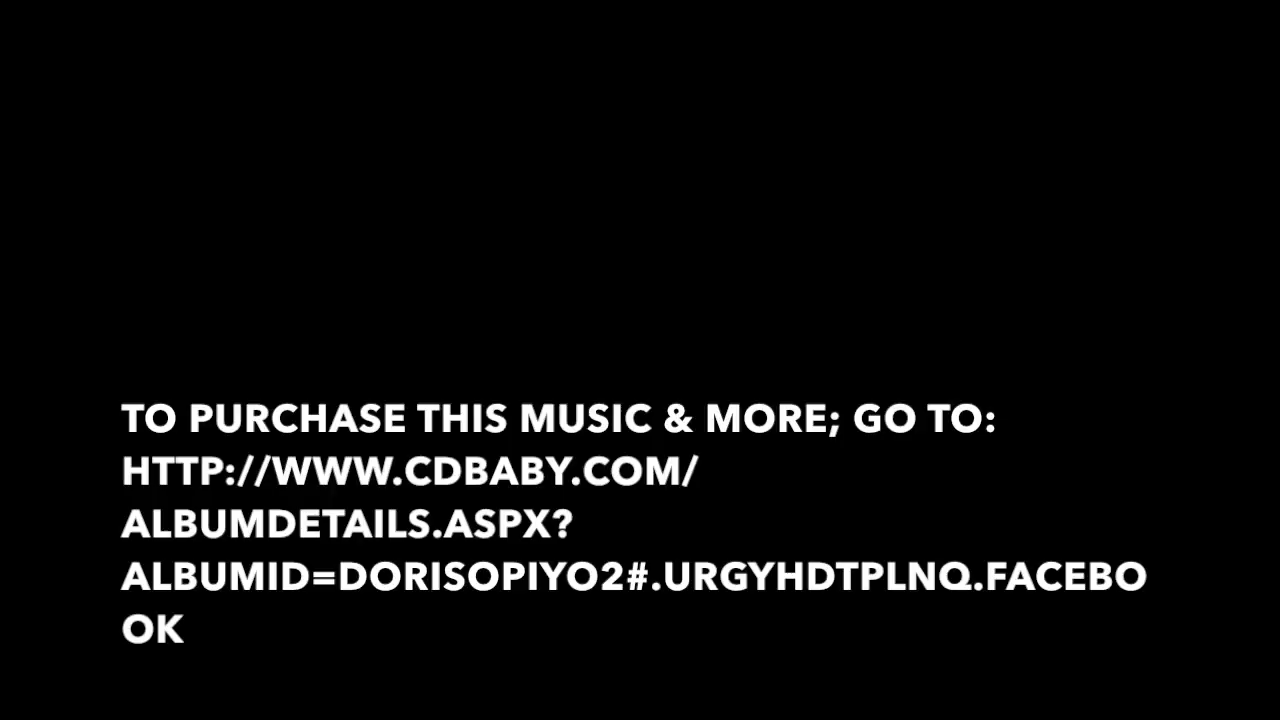 TO PURCHASE THIS MUSIC & MORE; GO TO:
HTTP://WWW.CDBABY.COM/
ALBUMDETAILS.ASPX?
ALBUMID=DORISOPIYO2#.URGYHDTPLNQ.FACEBO
OK